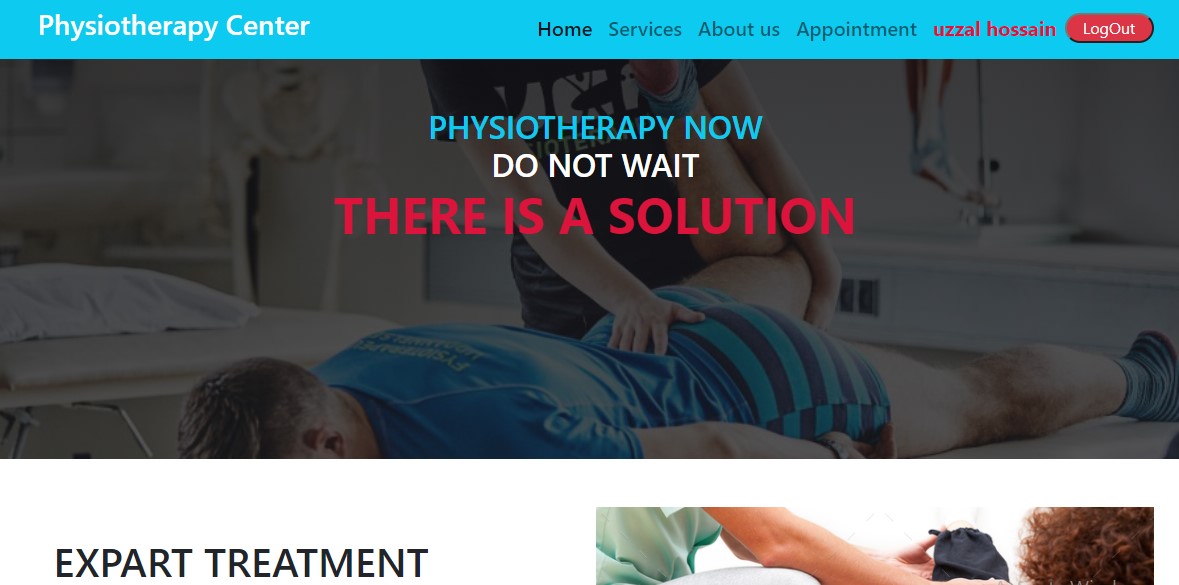 Physiotherapy Center
Home Services About us Appointment uzzal hossain LogOut
PHYSIOTHERAPY NOW
DO NOT WAIT
THERE IS A SOLUTION
EXPART TREATMENT